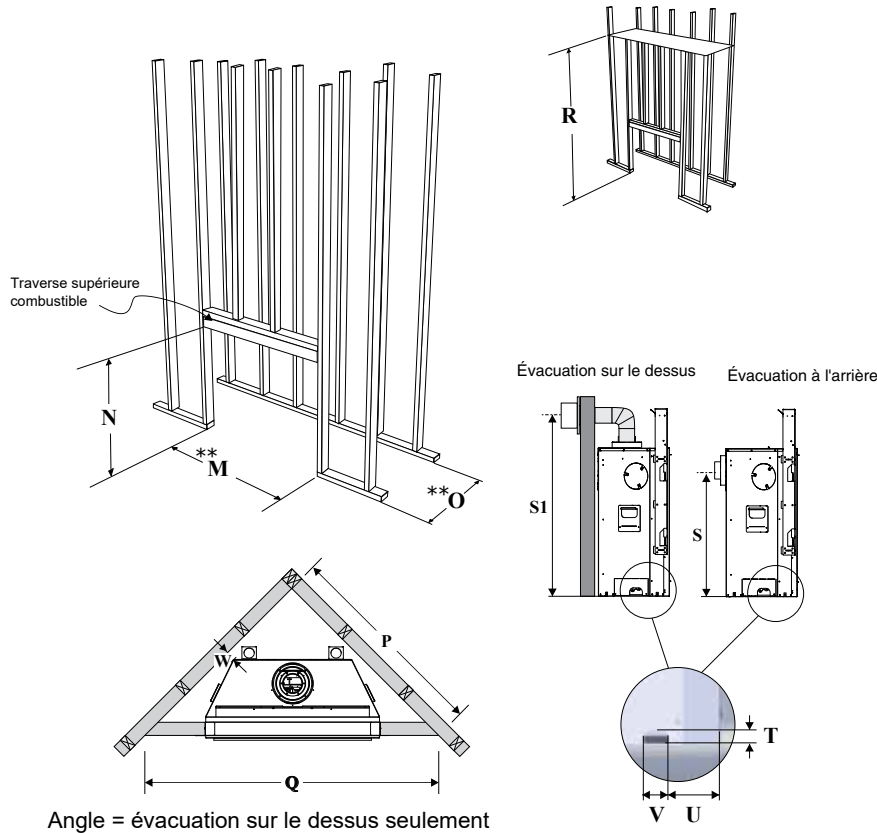 R
Traverse supérieure
combustible
N
**M
**O
Évacuation sur le dessus
Évacuation à l'arrière
S1
S
P
W
Q
T
V
U
Angle = évacuation sur le dessus seulement